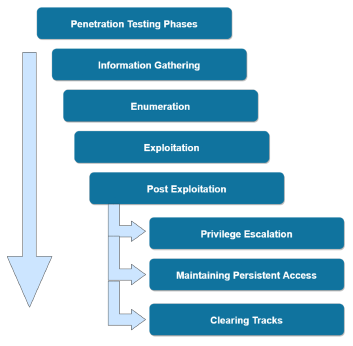 Penetration Testing Phases
Information Gathering
Enumeration
Exploitation
Post Exploitation
Privilege Escalation
Maintaining Persistent Access
Clearing Tracks